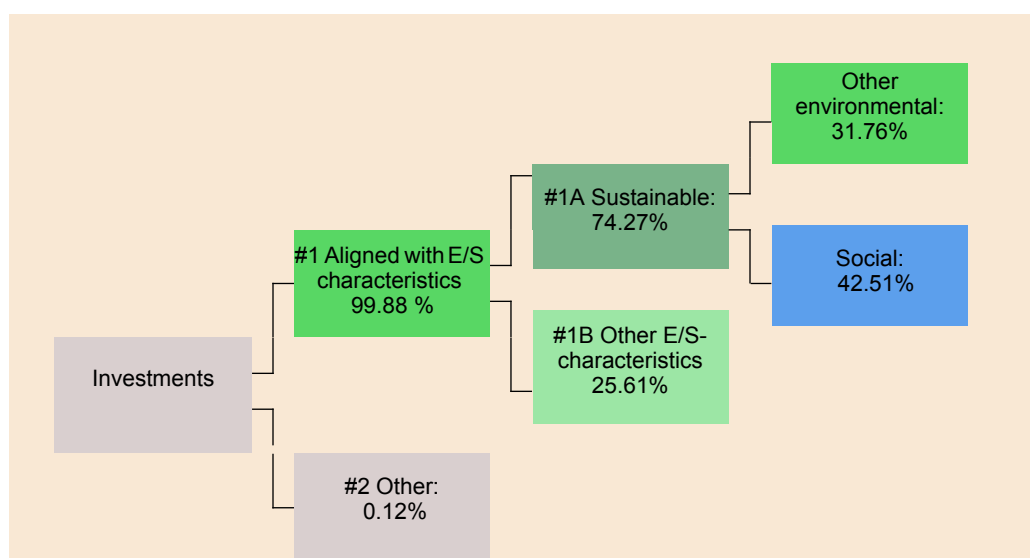 Investments
#1 Aligned with E/S
characteristics
99.88 %
#2 Other:
0.12%
#1A Sustainable:
74.27%
#1B Other E/S-
characteristics
25.61%
Other
environmental:
31.76%
Social:
42.51%